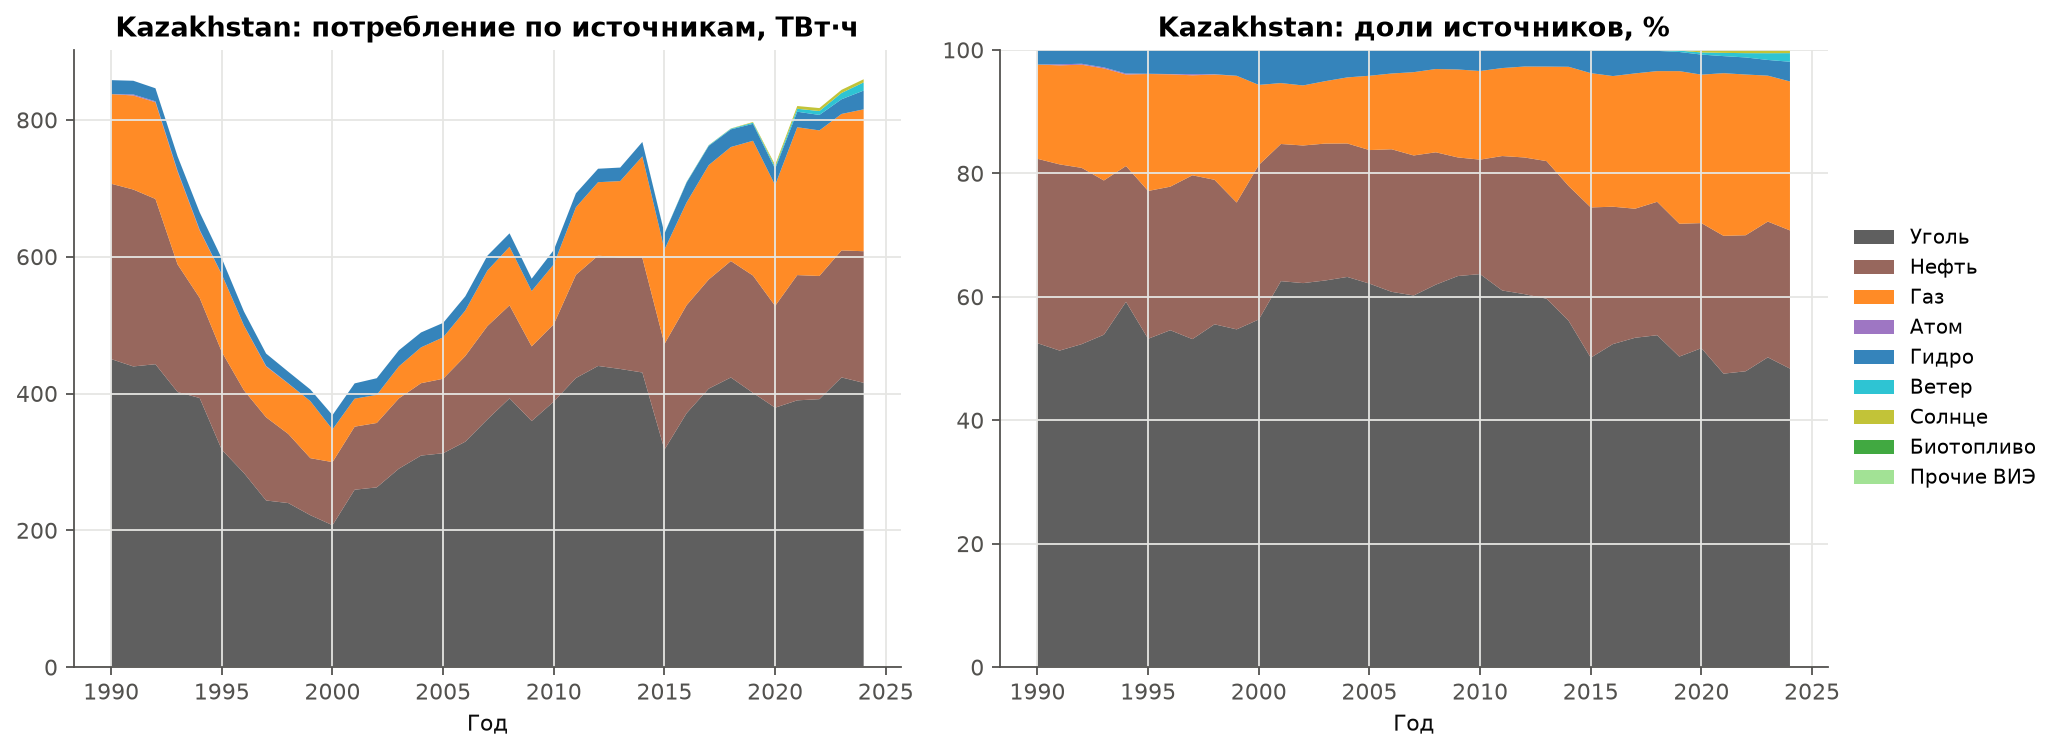 Kazakhstan: потребление по источникам, ТВт·ч
800
600
400
200
0
1990 1995 2000 2005 2010 2015 2020 2025
Год
Kazakhstan: доли источников, %
100
80
60
40
20
0
1990 1995 2000 2005 2010 2015 2020 2025
Год
Уголь
Нефть
Газ
Атом
Гидро
Ветер
Солнце
Биотопливо
Прочие ВИЭ